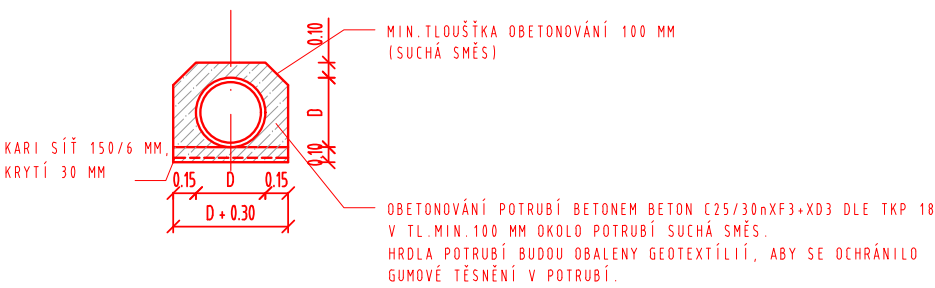 MIN.TLOUŠŤKA OBETONOVÁNÍ 100 MM
(SUCHÁ SMĚS)
0.10
D
0.10
KARI SÍŤ 150/6 MM,
KRYTÍ 30 MM
0.15 D 0.15
D + 0.30
OBETONOVÁNÍ POTRUBÍ BETONEM BETON C25/30nXF3+XD3 DLE TKP 18
V TL.MIN.100 MM OKOLO POTRUBÍ SUCHÁ SMĚS.
HRDLA POTRUBÍ BUDOU OBALENY GEOTEXTÍLIÍ, ABY SE OCHRÁNILO
GUMOVÉ TĚSNĚNÍ V POTRUBÍ.